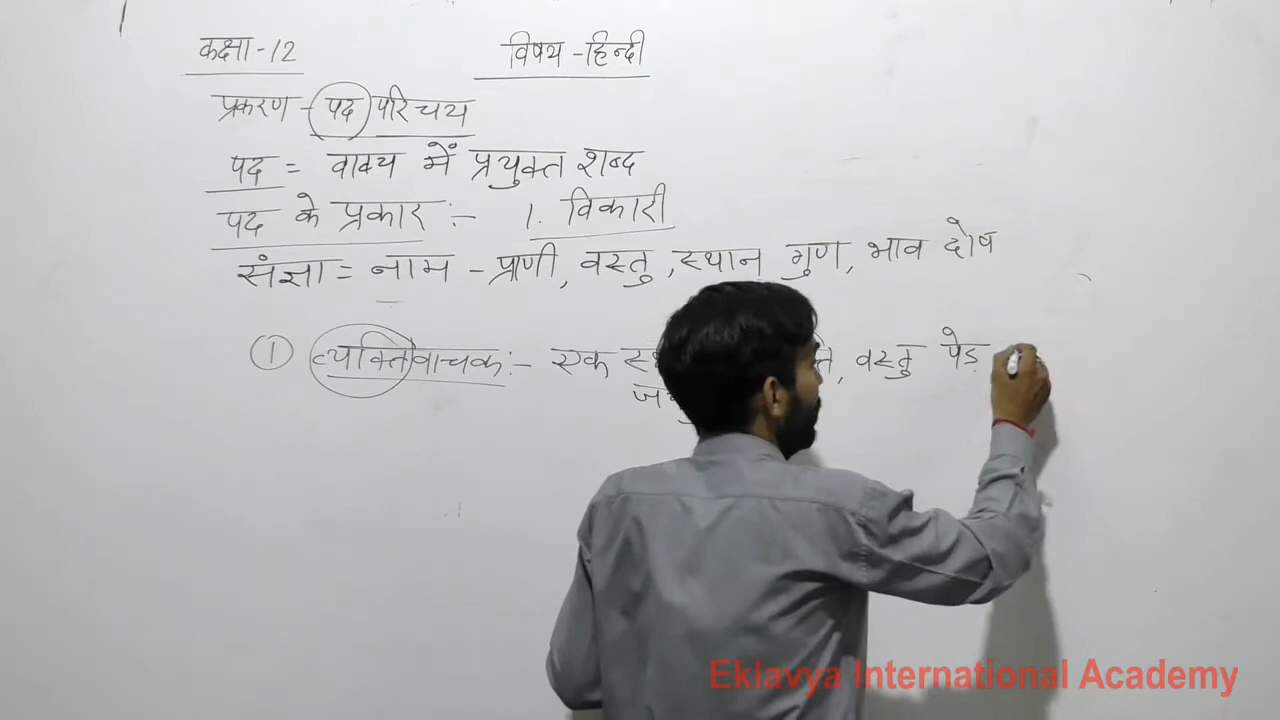 कक्षा -12
विषय - हिन्दी
प्रकरण - पद परिचय
पद = वाक्य में प्रयुक्त शब्द
पद के प्रकार :- 1. विकारी
संज्ञा = नाम - प्राणी, वस्तु, स्थान, गुण, भाव दोष
① व्यक्तिवाचक :- एक , वस्तु पेड़
Eklavya International Academy